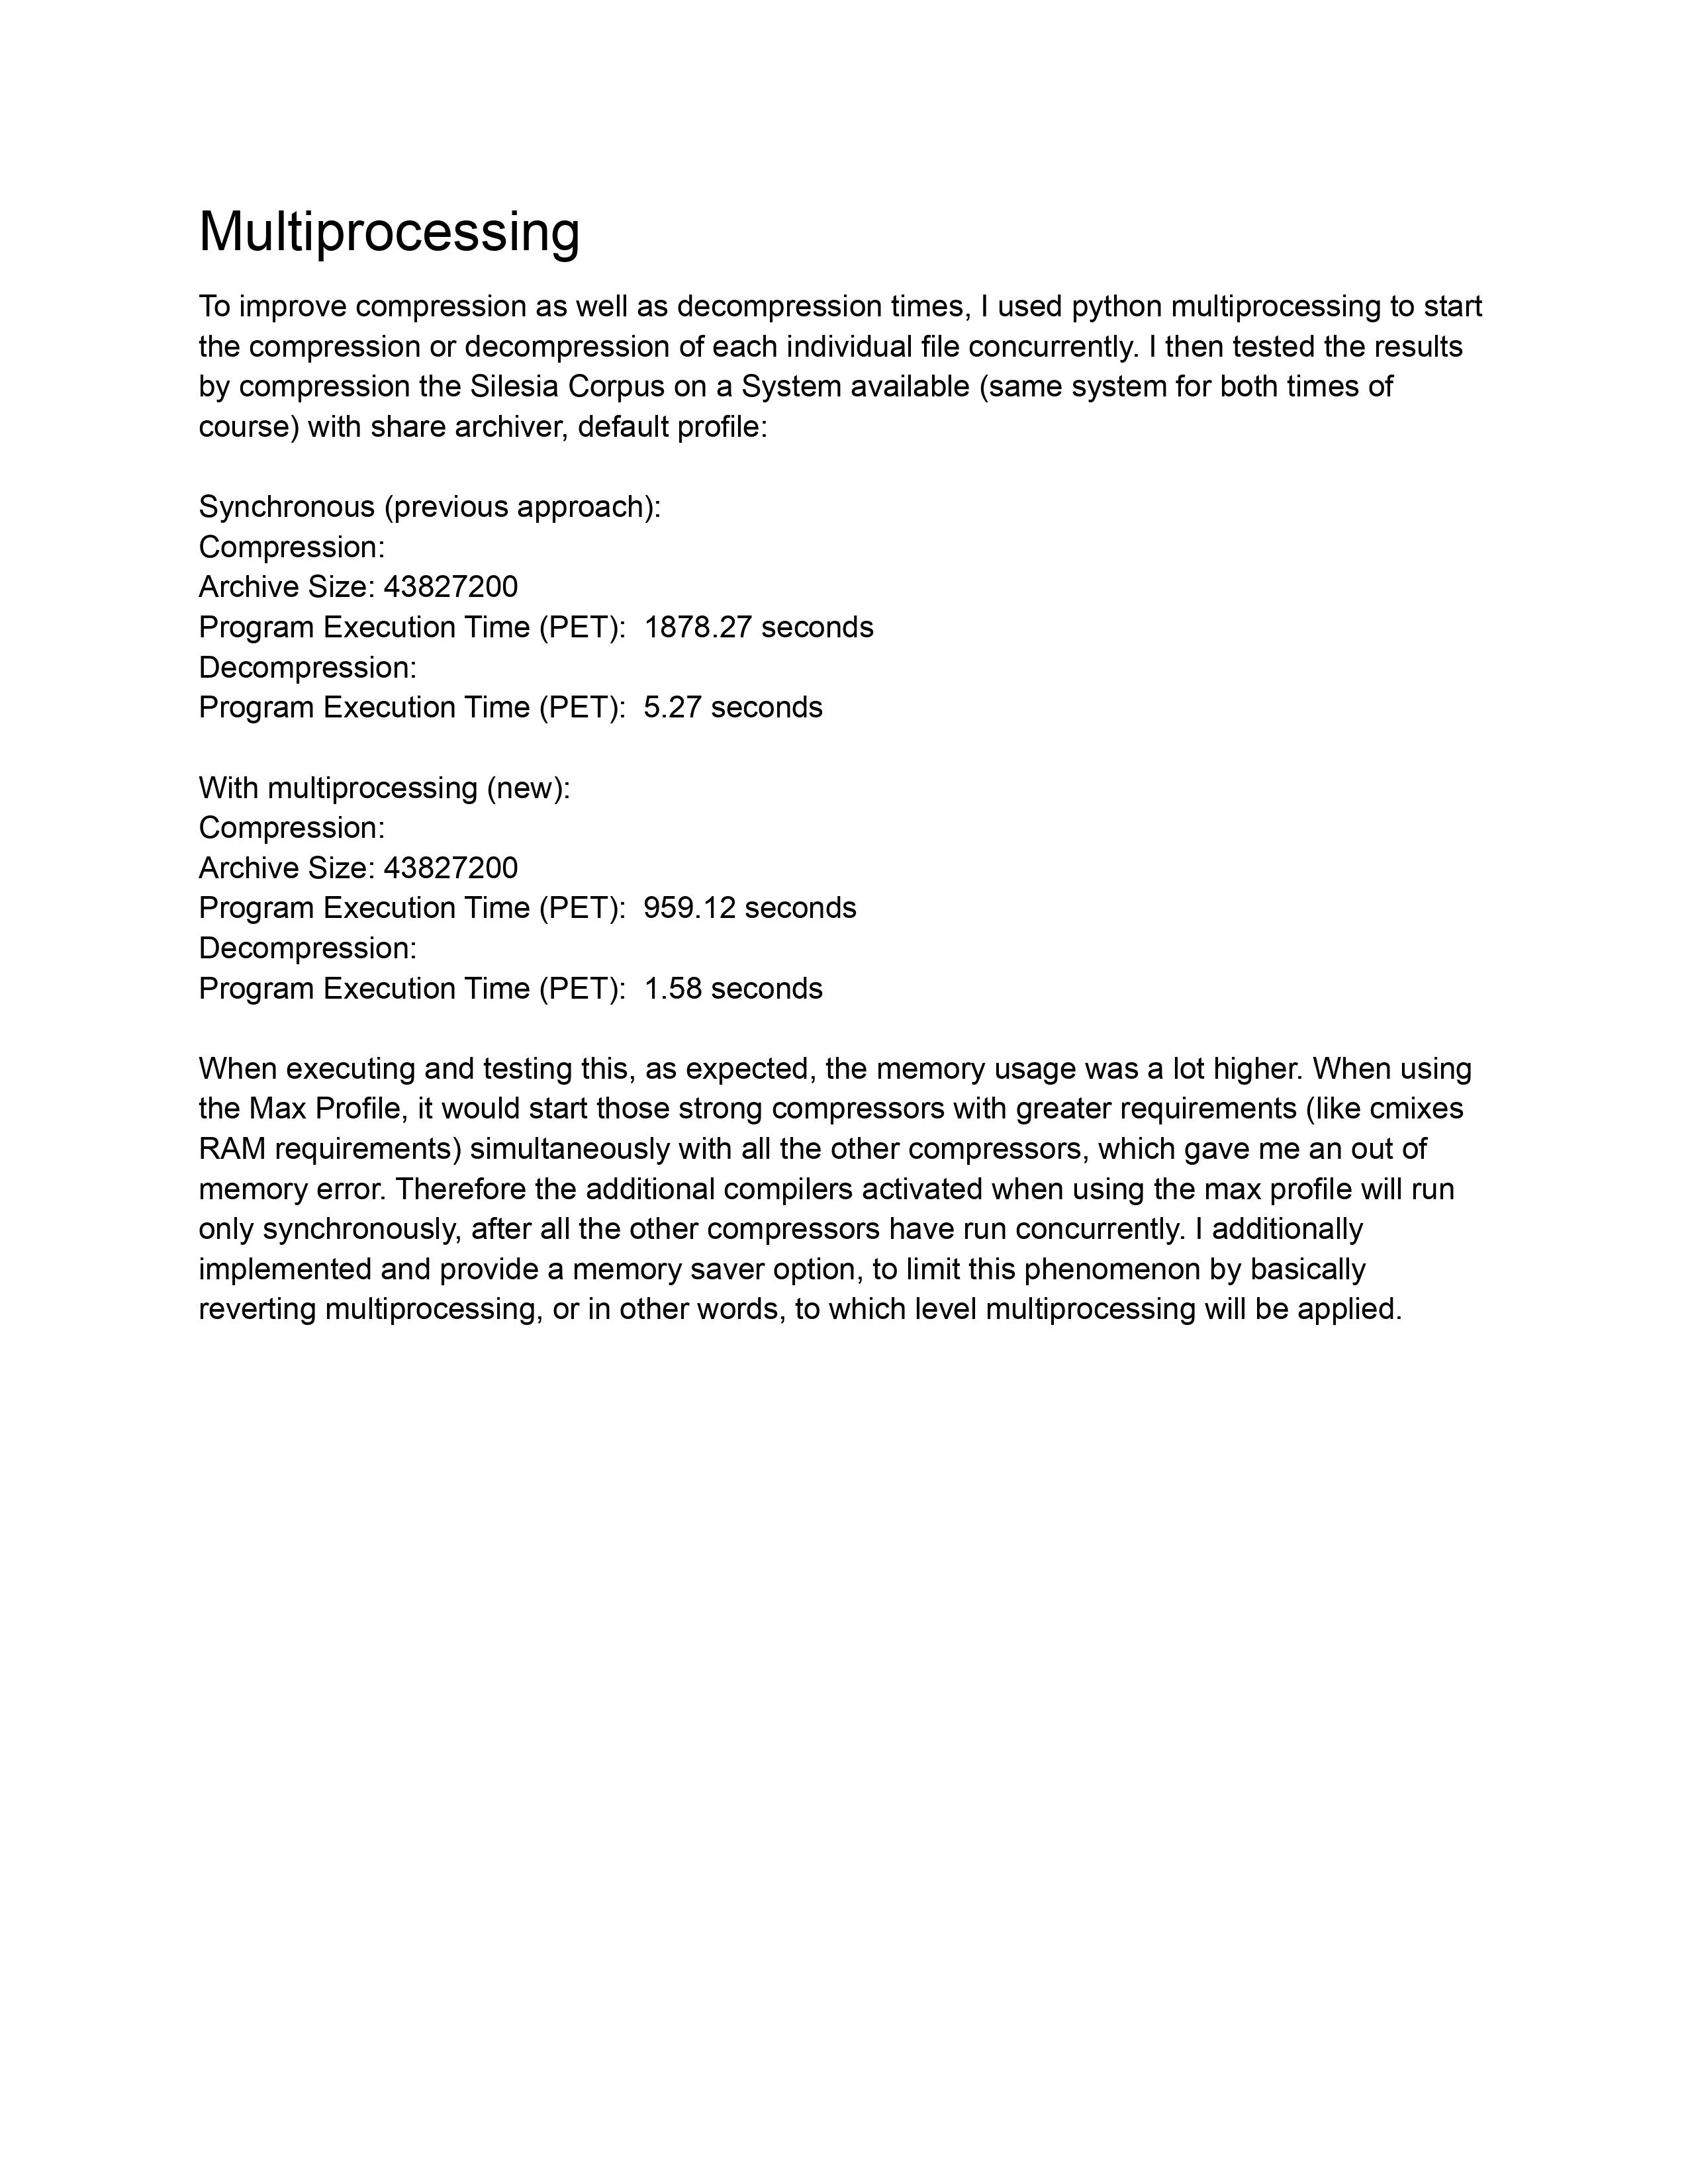 Multiprocessing
To improve compression as well as decompression times, I used python multiprocessing to start
the compression or decompression of each individual file concurrently. I then tested the results
by compression the Silesia Corpus on a System available (same system for both times of
course) with share archiver, default profile:
Synchronous (previous approach):
Compression:
Archive Size: 43827200
Program Execution Time (PET):  1878.27 seconds
Decompression:
Program Execution Time (PET):  5.27 seconds
With multiprocessing (new):
Compression:
Archive Size: 43827200
Program Execution Time (PET):  959.12 seconds
Decompression:
Program Execution Time (PET):  1.58 seconds
When executing and testing this, as expected, the memory usage was a lot higher. When using
the Max Profile, it would start those strong compressors with greater requirements (like cmixes
RAM requirements) simultaneously with all the other compressors, which gave me an out of
memory error. Therefore the additional compilers activated when using the max profile will run
only synchronously, after all the other compressors have run concurrently. I additionally
implemented and provide a memory saver option, to limit this phenomenon by basically
reverting multiprocessing, or in other words, to which level multiprocessing will be applied.